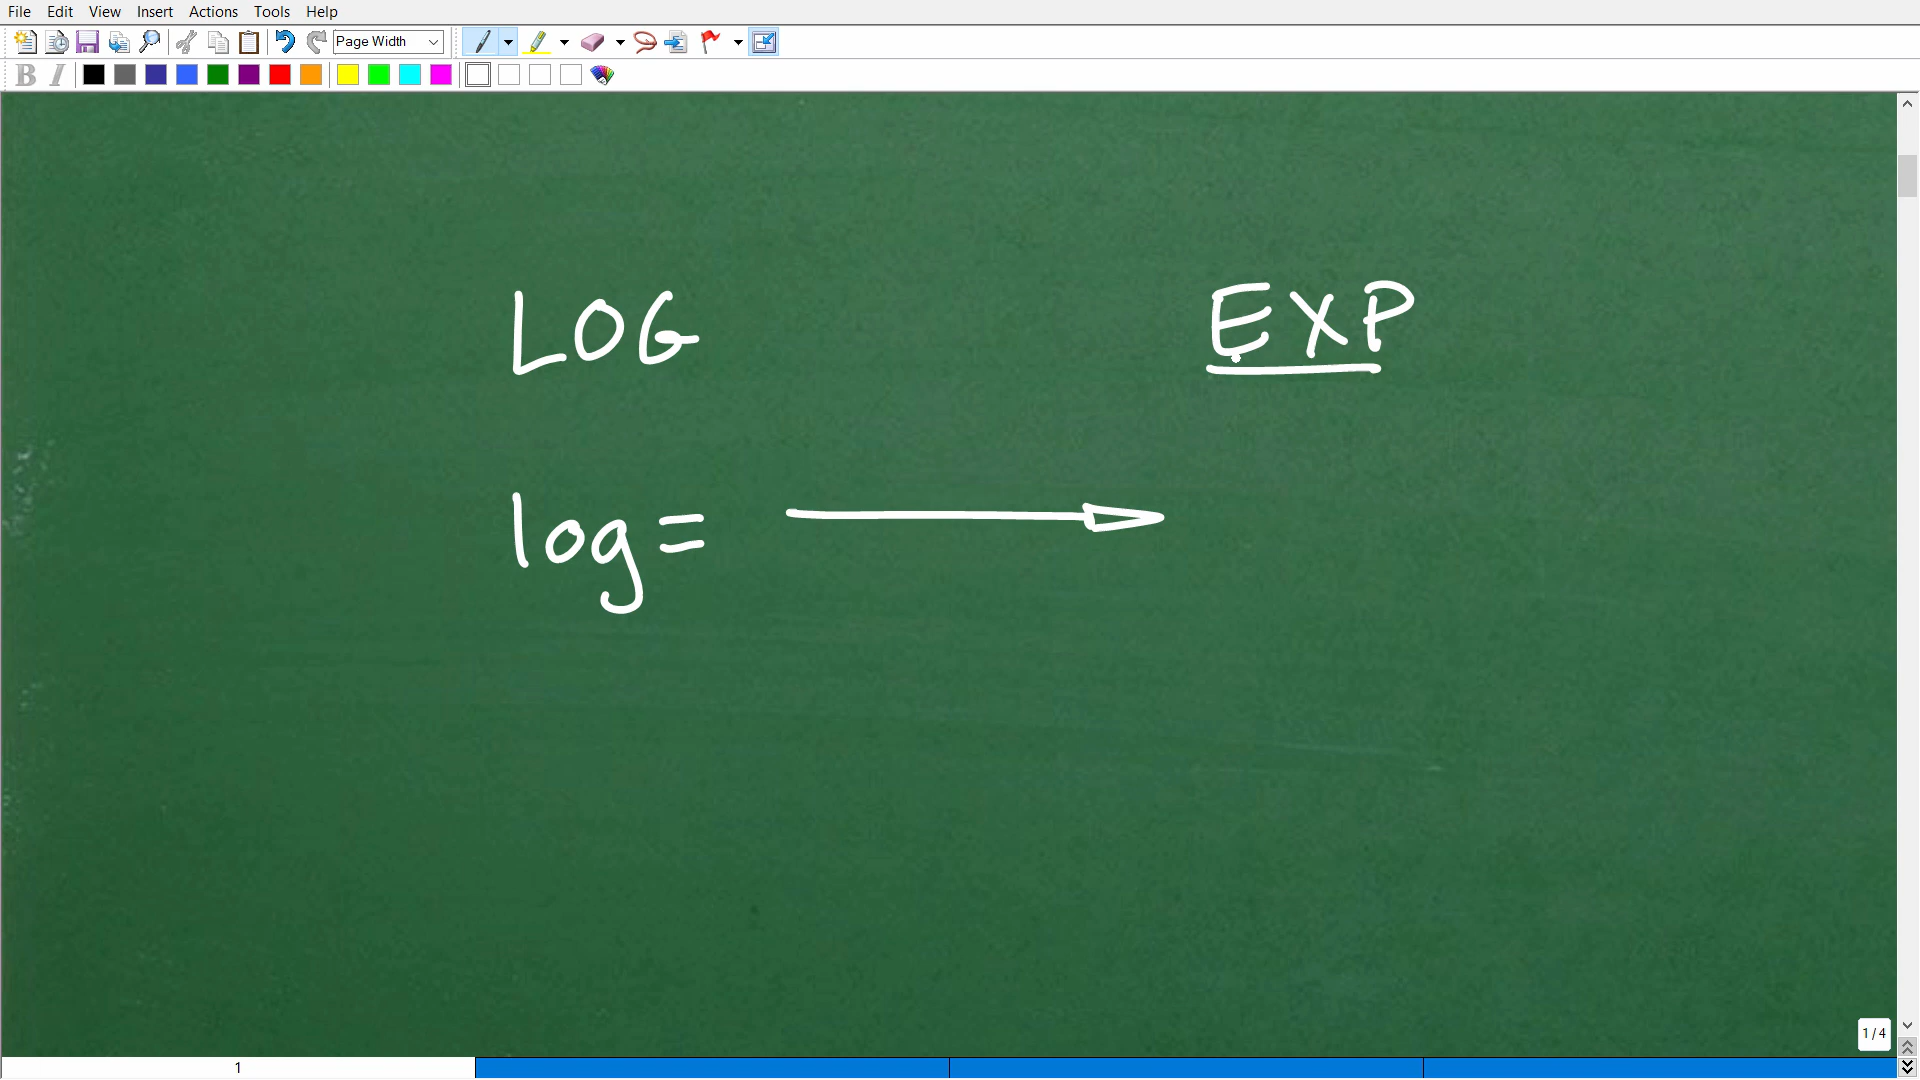 File Edit View Insert Actions Tools Help
Page Width
B I
LOG EXP
log=
1 / 4
1